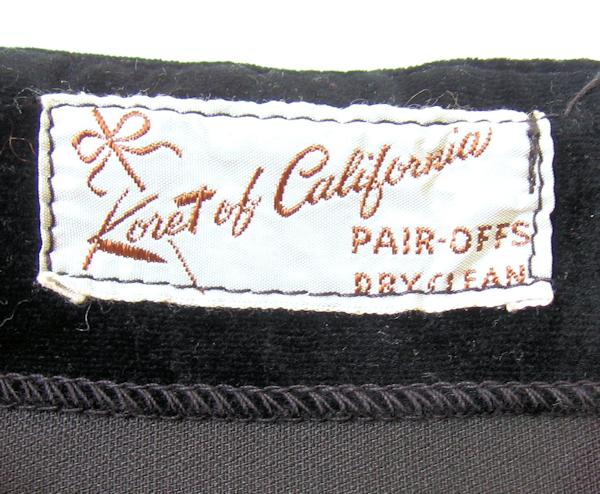 Koret of California
PAIR-OFFS
DRY CLEAN